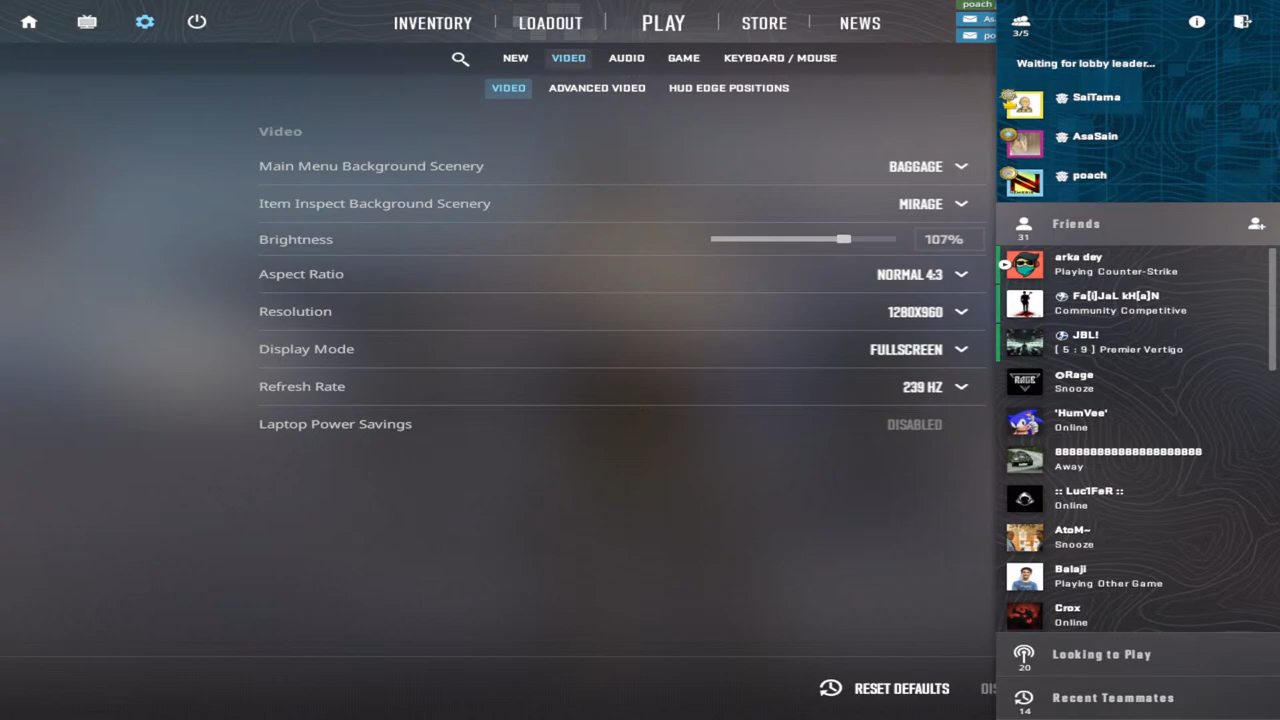 INVENTORY
LOADOUT
PLAY
STORE
NEWS
poach
As
po
3/5
Waiting for lobby leader...
SaiTama
AsaSain
poach
NEW
VIDEO
AUDIO
GAME
KEYBOARD / MOUSE
VIDEO
ADVANCED VIDEO
HUD EDGE POSITIONS
Video
Main Menu Background Scenery
BAGGAGE
Item Inspect Background Scenery
MIRAGE
Brightness
107%
Aspect Ratio
NORMAL 4:3
Resolution
1280X960
Display Mode
FULLSCREEN
Refresh Rate
239 HZ
Laptop Power Savings
DISABLED
RESET DEFAULTS
DIS
Friends
31
arka dey
Playing Counter-Strike
Fa[i]JaL kH[a]N
Community Competitive
JBL!
[ 5 : 9 ] Premier Vertigo
Rage
Snooze
'HumVee'
Online
Away
:: Luc1FeR ::
Online
AtoM~
Snooze
Balaji
Playing Other Game
Crox
Online
Looking to Play
20
Recent Teammates
14